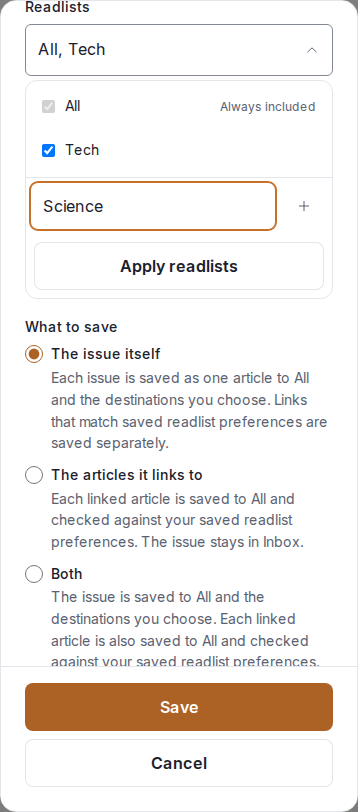 Readlists
All, Tech
All
Always included
Tech
Science
Apply readlists
What to save
The issue itself
Each issue is saved as one article to All
and the destinations you choose. Links
that match saved readlist preferences are
saved separately.
The articles it links to
Each linked article is saved to All and
checked against your saved readlist
preferences. The issue stays in Inbox.
Both
The issue is saved to All and the
destinations you choose. Each linked
article is also saved to All and checked
against your saved readlist preferences.
Save
Cancel